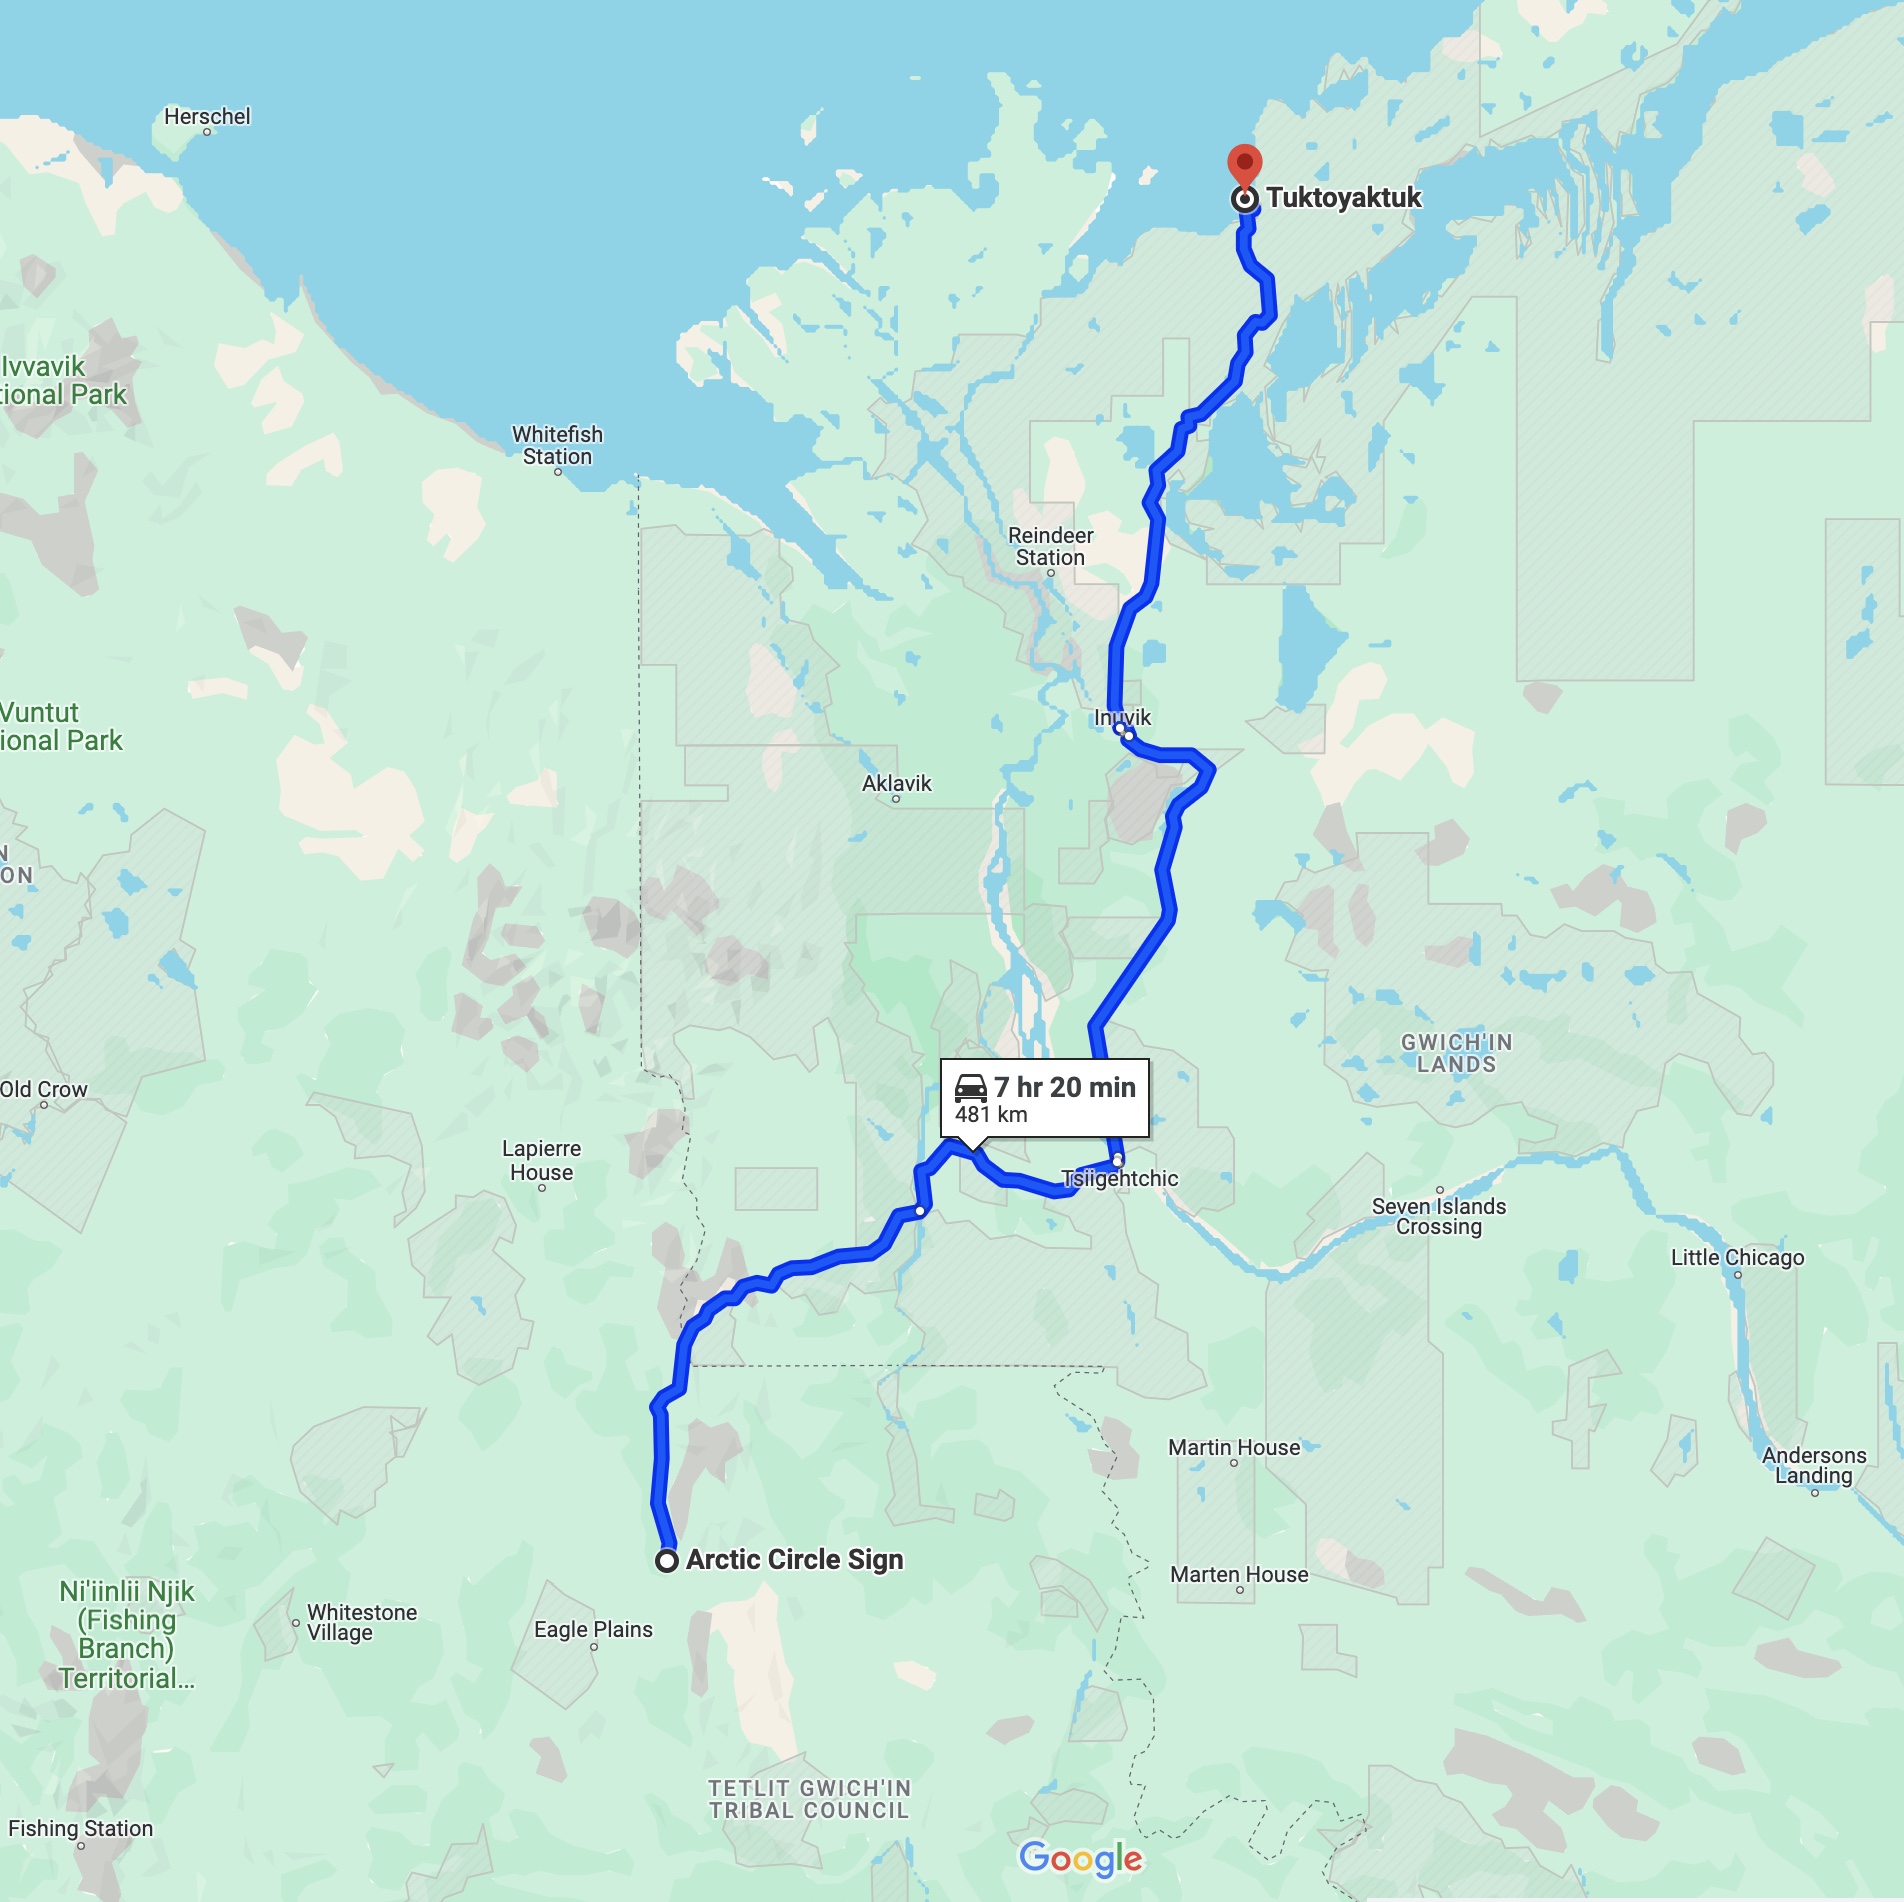 Herschel
Tuktoyaktuk
Ivvavik
tional Park
Whitefish
Station
Reindeer
Station
Vuntut
ional Park
Inuvik
Aklavik
N
ON
GWICH'IN
LANDS
7 hr 20 min
481 km
Old Crow
Lapierre
House
Tsiigehtchic
Seven Islands
Crossing
Little Chicago
Martin House
Andersons
Landing
Arctic Circle Sign
Marten House
Ni'iinlii Njik
(Fishing
Branch)
Territorial...
Whitestone
Village
Eagle Plains
TETLIT GWICH'IN
TRIBAL COUNCIL
Fishing Station
Google